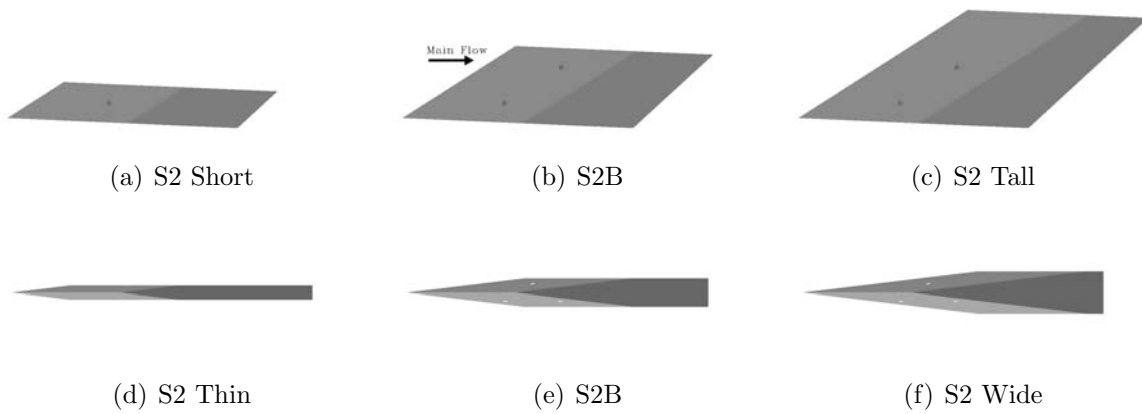 Main Flow
(a) S2 Short
(b) S2B
(c) S2 Tall
(d) S2 Thin
(e) S2B
(f) S2 Wide